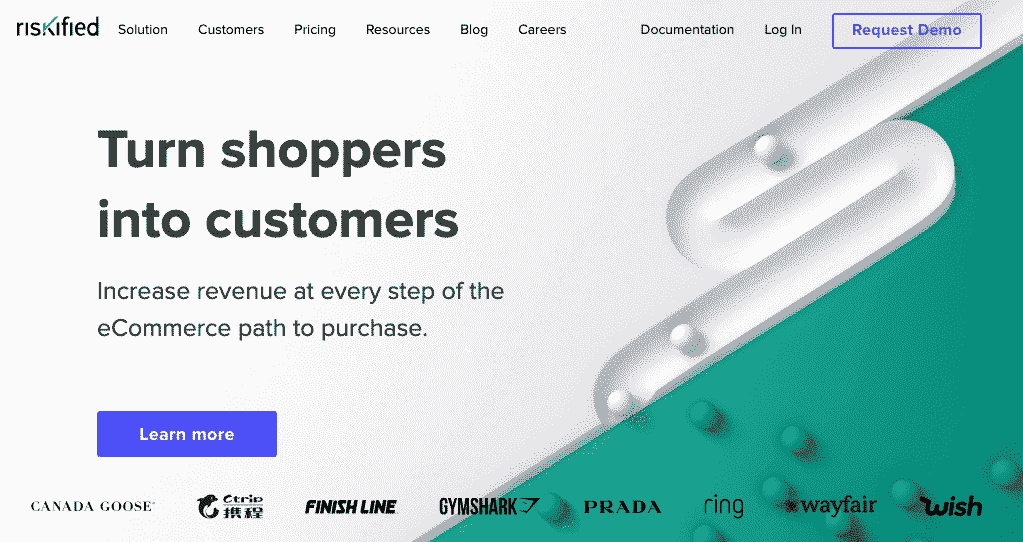 riskified Solution Customers Pricing Resources Blog Careers Documentation Log In Request Demo
Turn shoppers
into customers
Increase revenue at every step of the
eCommerce path to purchase.
Learn more
CANADA GOOSE Ctrip 携程 FINISH LINE GYMSHARK PRADA ring wayfair wish